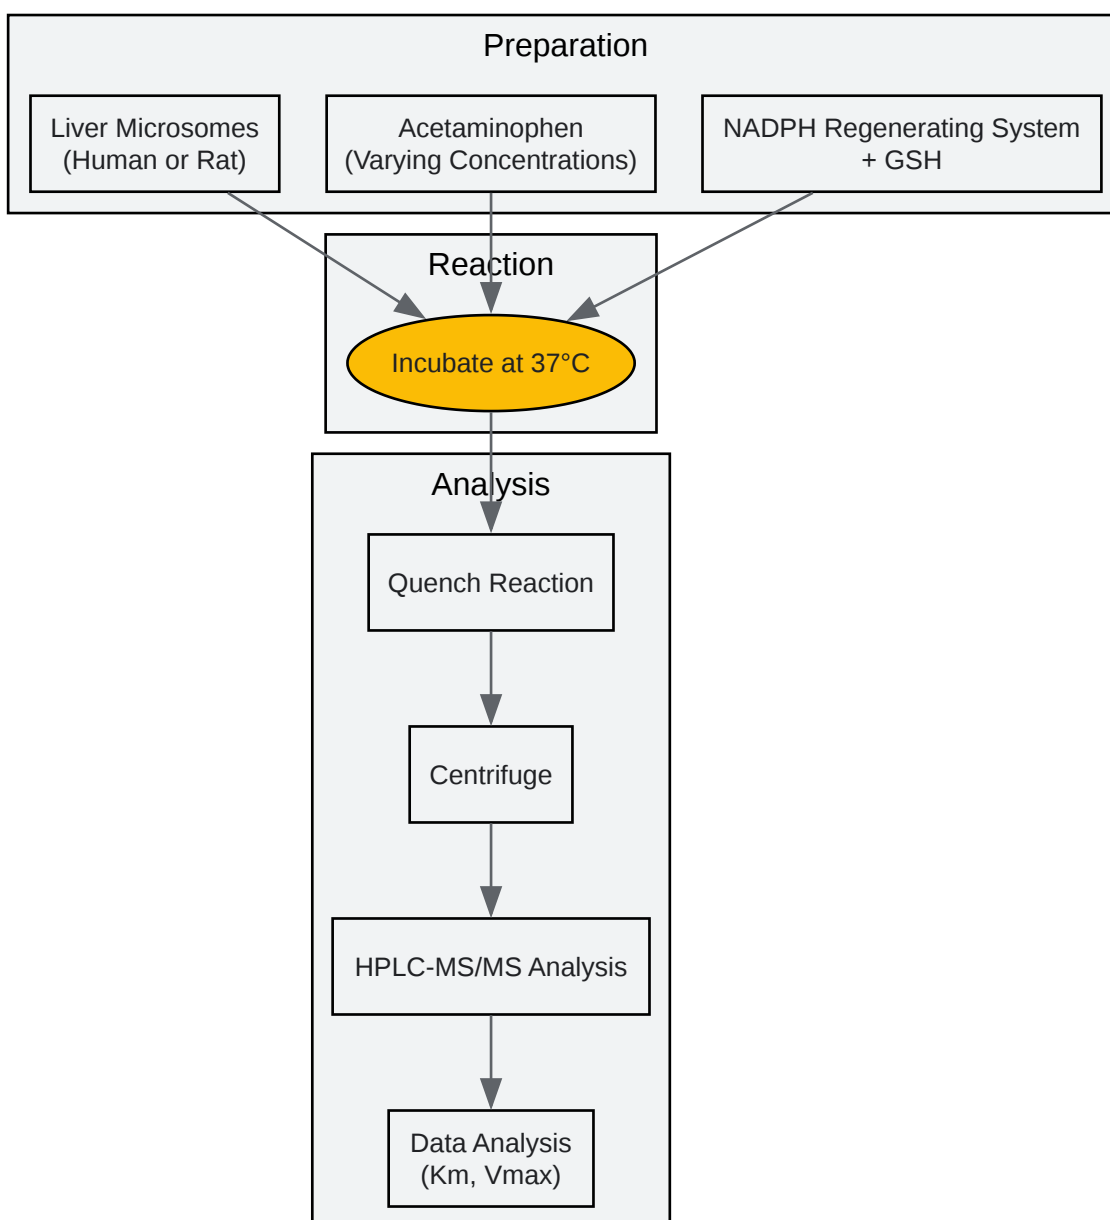 Preparation
Liver Microsomes
(Human or Rat)
Acetaminophen
(Varying Concentrations)
NADPH Regenerating System
+ GSH
Reaction
Incubate at 37°C
Analysis
Quench Reaction
Centrifuge
HPLC-MS/MS Analysis
Data Analysis
(Km, Vmax)